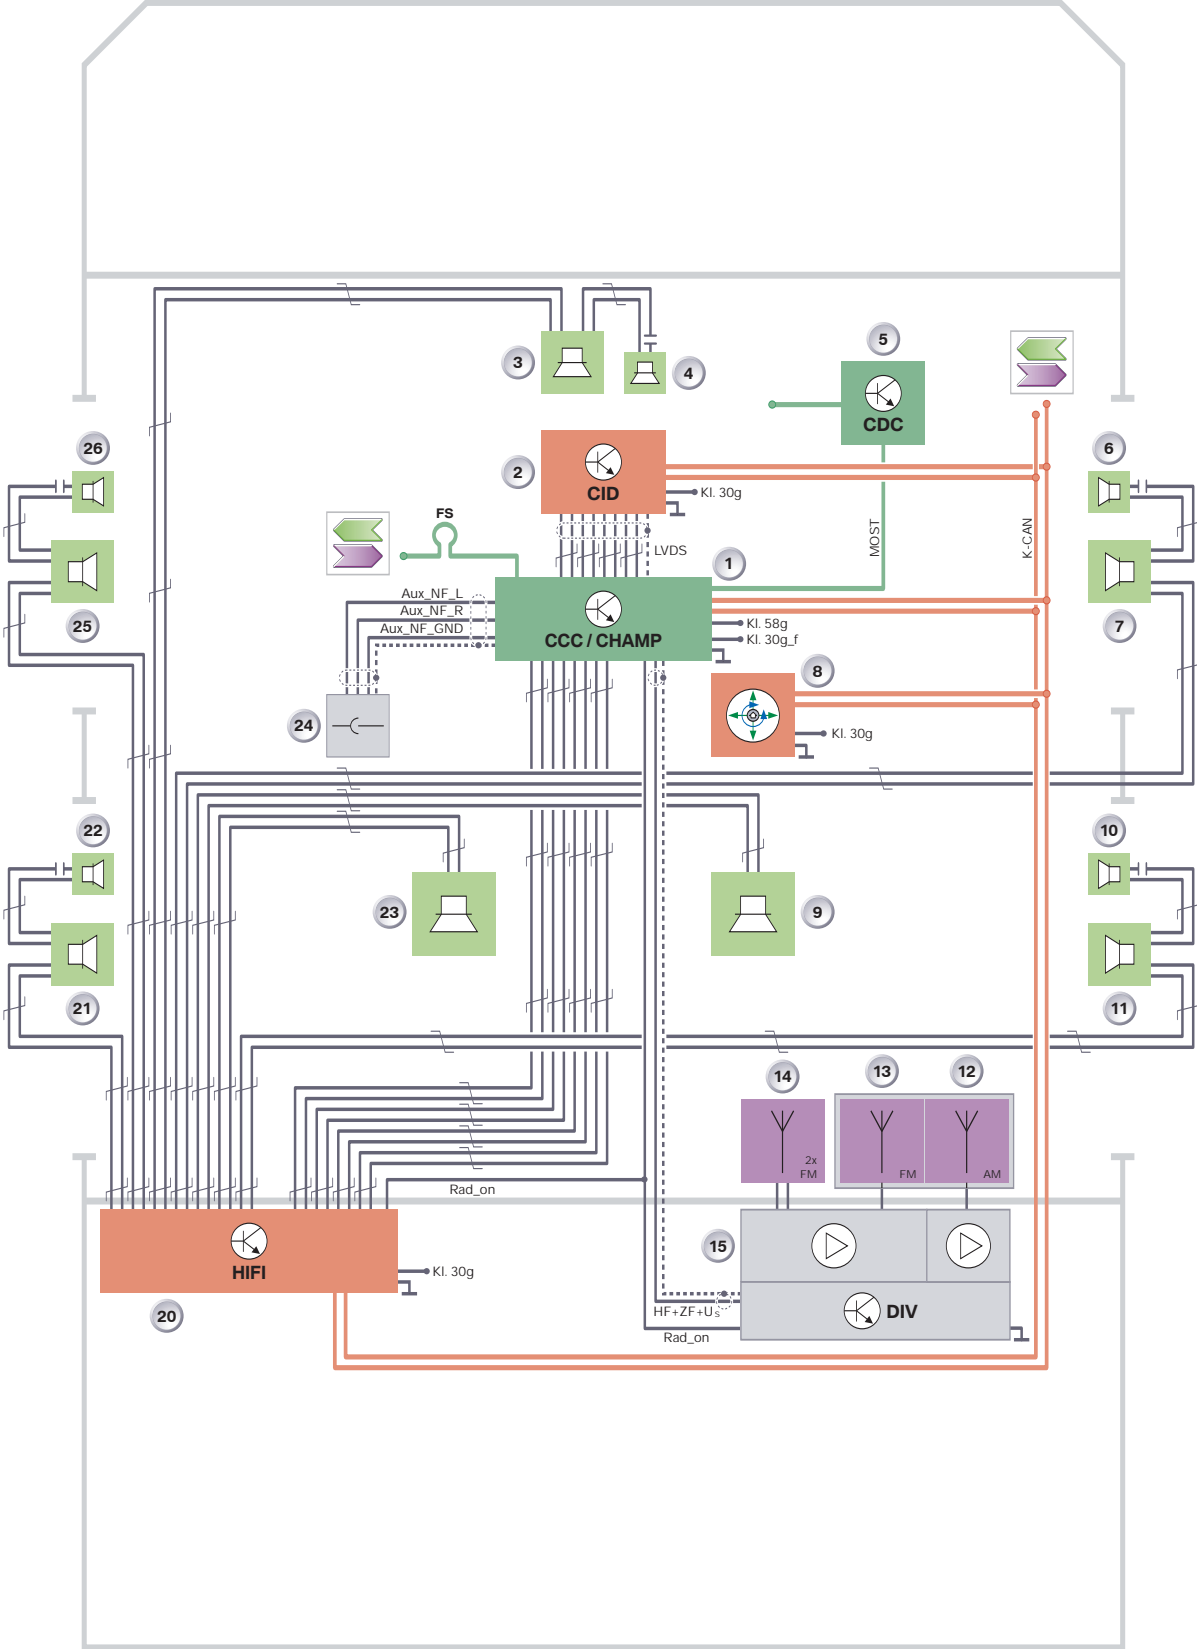 5
3
4
CDC
26
6
2
CID
Kl. 30g
FS
LVDS
MOST
K-CAN
1
Aux_NF_L
Aux_NF_R
Aux_NF_GND
CCC / CHAMP
Kl. 58g
Kl. 30g_f
25
7
8
24
Kl. 30g
22
10
23
9
21
11
14
13
12
2x
FM
FM
AM
Rad_on
15
HIFI
Kl. 30g
20
HF+ZF+US
DIV
Rad_on